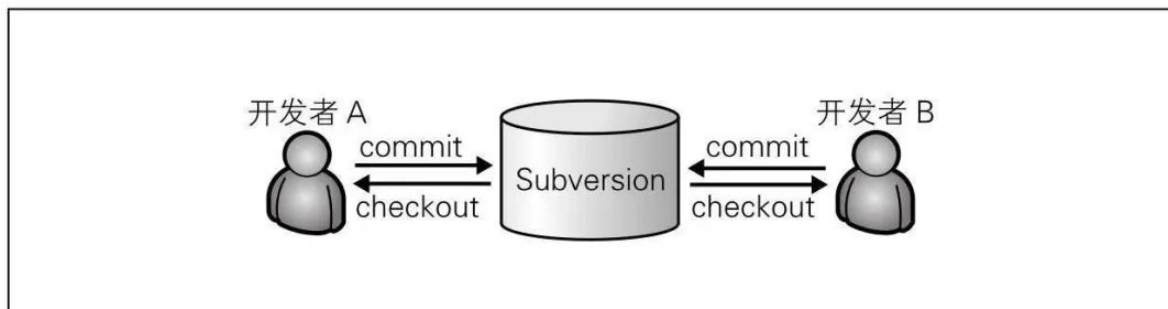 开发者 A
开发者 B
commit
commit
Subversion
checkout
checkout